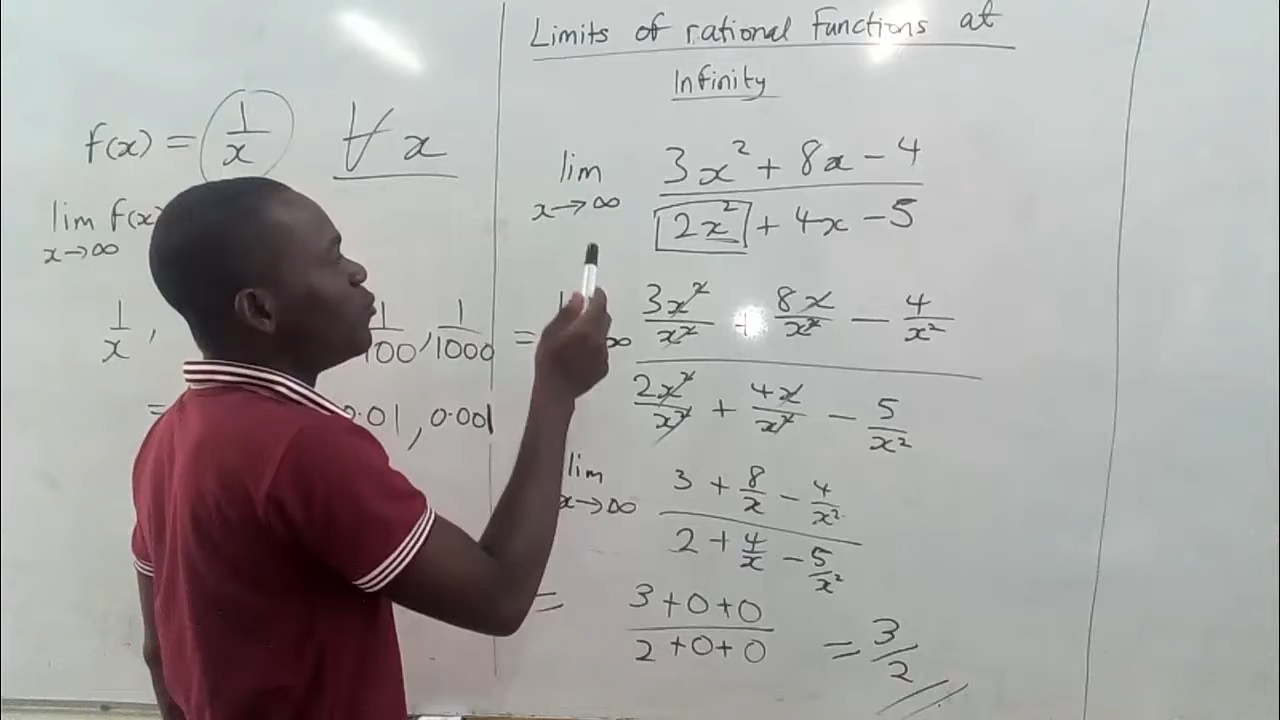 f(x) = 1/x ∀x
lim f(x)
x→∞
1/x, 1/100, 1/1000
= 0.01, 0.001
Limits of rational Functions at
Infinity
lim 3x² + 8x - 4
x→∞ 2x² + 4x - 5
= 3x²/x² + 8x/x² - 4/x²
2x²/x² + 4x/x² - 5/x²
lim 3 + 8/x - 4/x²
x→∞ 2 + 4/x - 5/x²
= 3+0+0 = 3/2
2+0+0